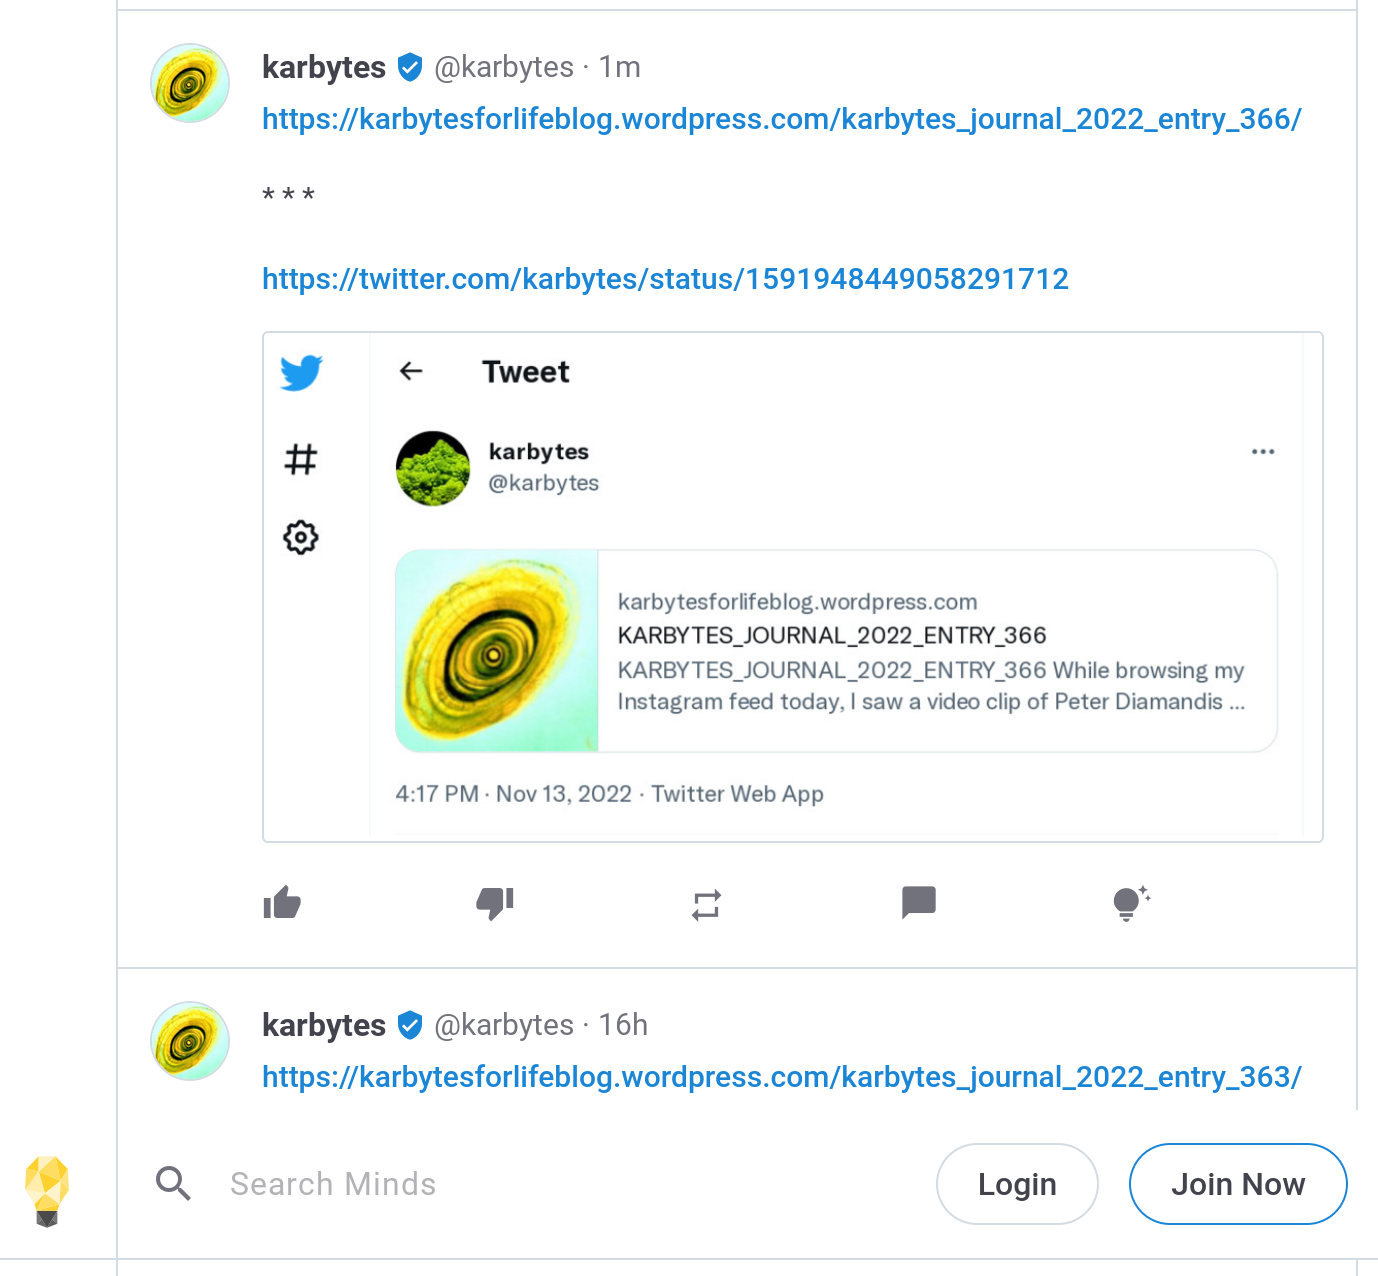 karbytes @karbytes · 1m
https://karbytesforlifeblog.wordpress.com/karbytes_journal_2022_entry_366/
* * *
https://twitter.com/karbytes/status/1591948449058291712
Tweet
karbytes
@karbytes
karbytesforlifeblog.wordpress.com
KARBYTES_JOURNAL_2022_ENTRY_366
KARBYTES_JOURNAL_2022_ENTRY_366 While browsing my
Instagram feed today, I saw a video clip of Peter Diamandis ...
4:17 PM · Nov 13, 2022 · Twitter Web App
karbytes @karbytes · 16h
https://karbytesforlifeblog.wordpress.com/karbytes_journal_2022_entry_363/
Search Minds Login Join Now